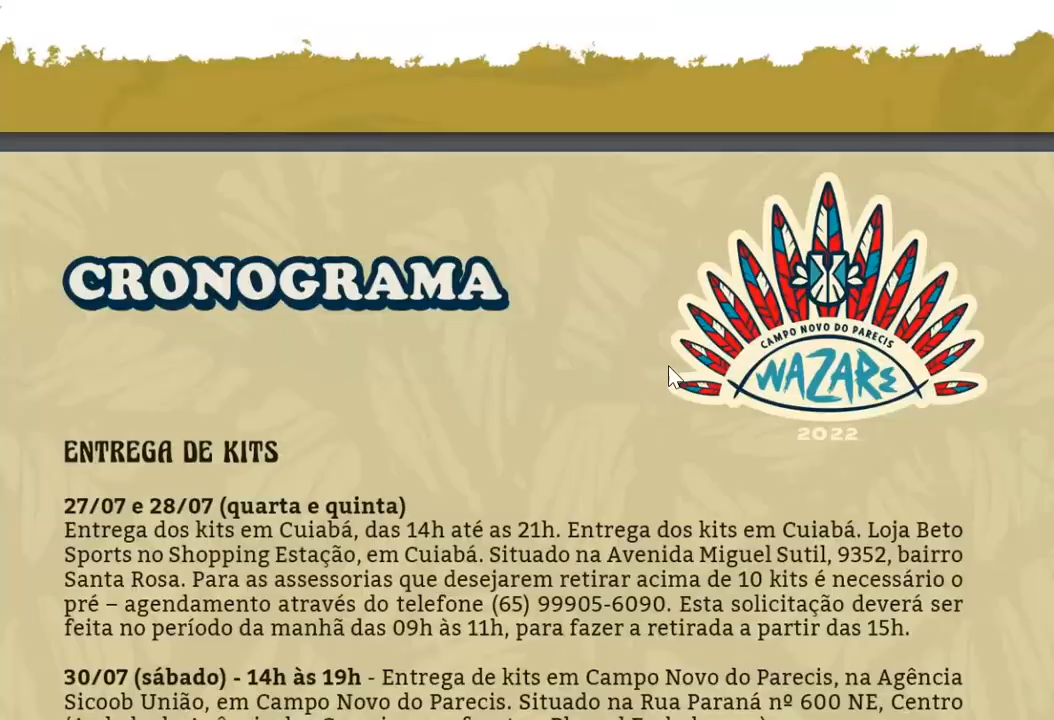 CRONOGRAMA
CAMPO NOVO DO PARECIS
WAZARE
2022
ENTREGA DE KITS
27/07 e 28/07 (quarta e quinta)
Entrega dos kits em Cuiabá, das 14h até as 21h. Entrega dos kits em Cuiabá. Loja Beto
Sports no Shopping Estação, em Cuiabá. Situado na Avenida Miguel Sutil, 9352, bairro
Santa Rosa. Para as assessorias que desejarem retirar acima de 10 kits é necessário o
pré – agendamento através do telefone (65) 99905-6090. Esta solicitação deverá ser
feita no período da manhã das 09h às 11h, para fazer a retirada a partir das 15h.
30/07 (sábado) - 14h às 19h - Entrega de kits em Campo Novo do Parecis, na Agência
Sicoob União, em Campo Novo do Parecis. Situado na Rua Paraná nº 600 NE, Centro